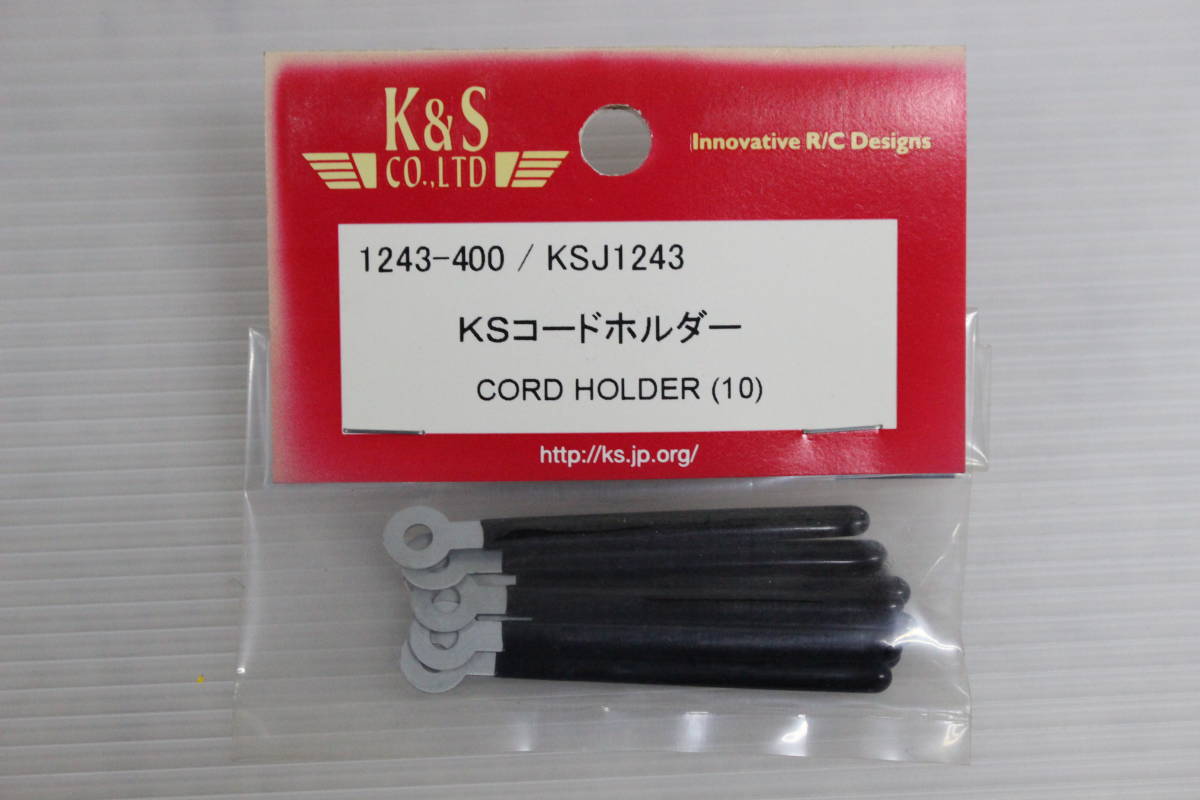 K&S
CO.,LTD
Innovative R/C Designs
1243-400 / KSJ1243
KSコードホルダー
CORD HOLDER (10)
http://ks.jp.org/